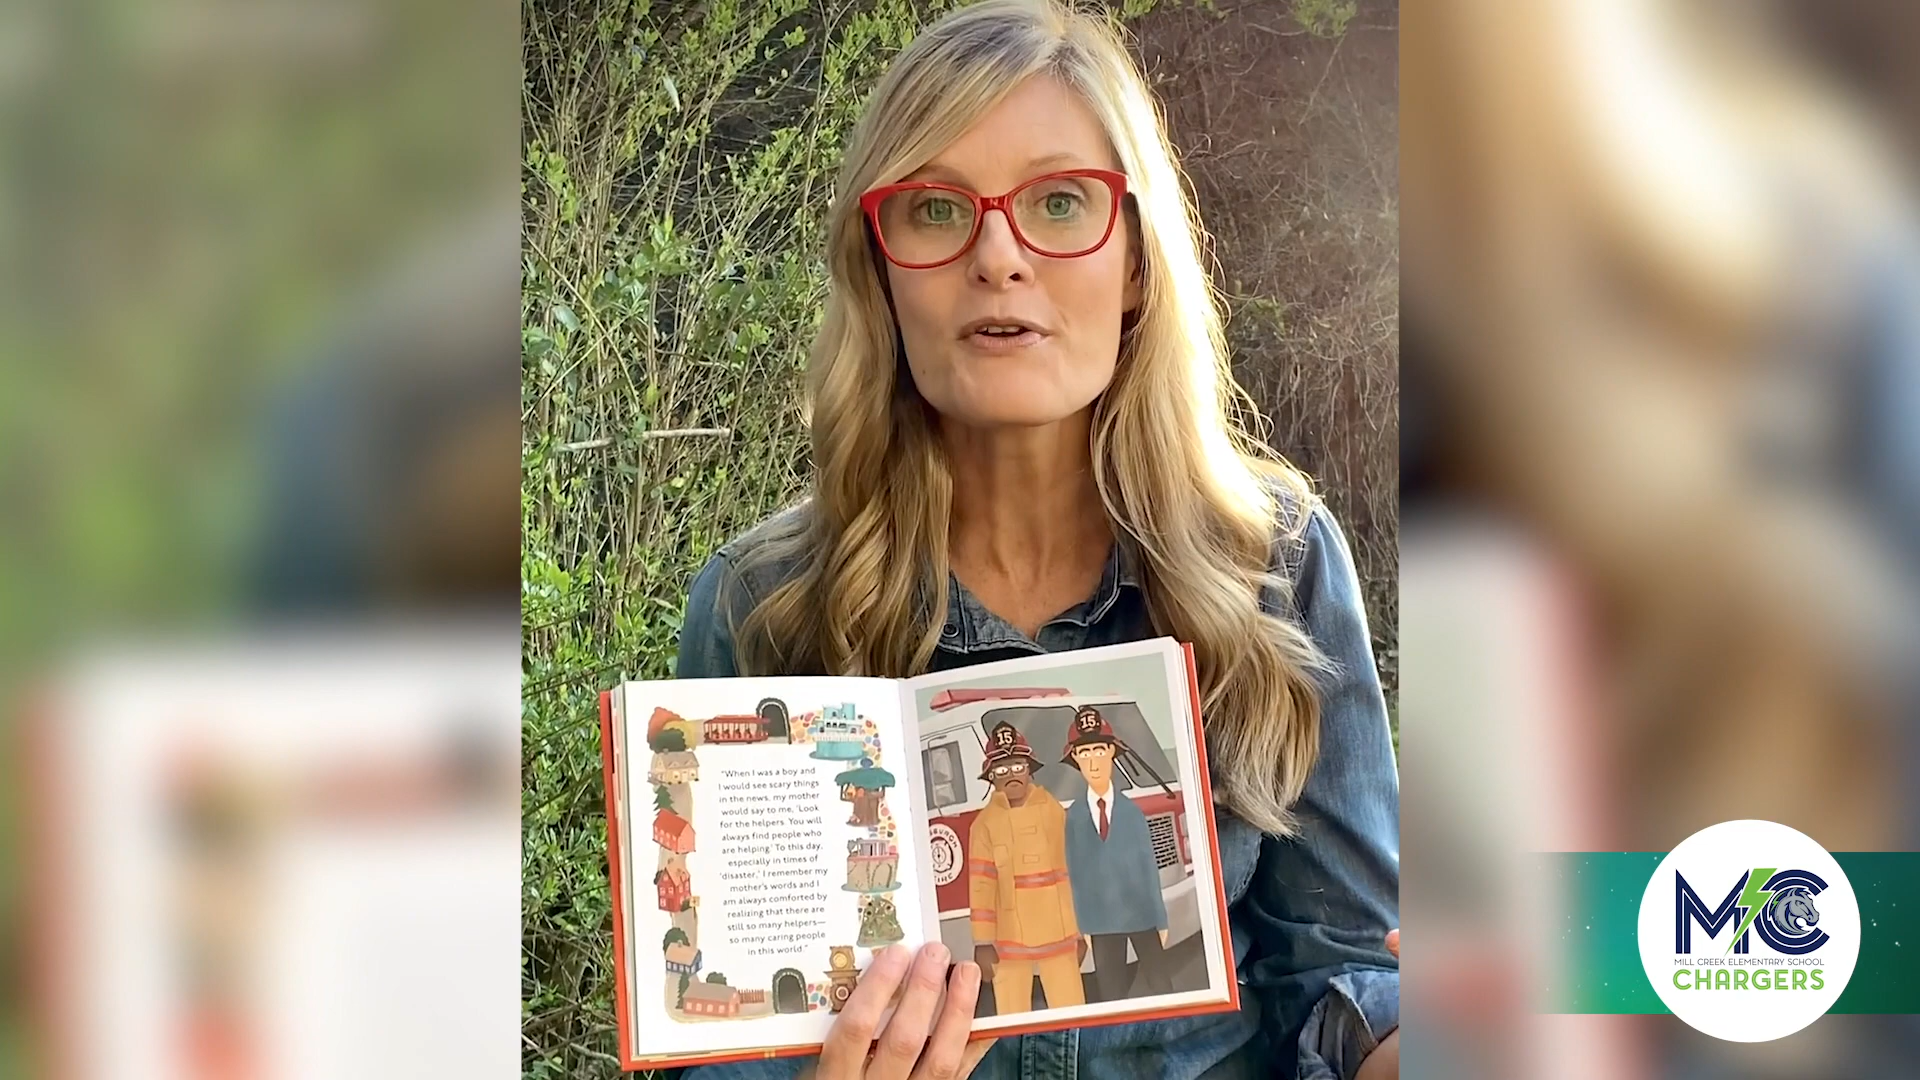 "When I was a boy and
I would see scary things
in the news, my mother
would say to me, 'Look
for the helpers. You will
always find people who
are helping.' To this day,
especially in times of
'disaster,' I remember my
mother's words and I
am always comforted by
realizing that there are
still so many helpers—
so many caring people
in this world."
15.
15.
FIRE
MC
MILL CREEK ELEMENTARY SCHOOL
CHARGERS